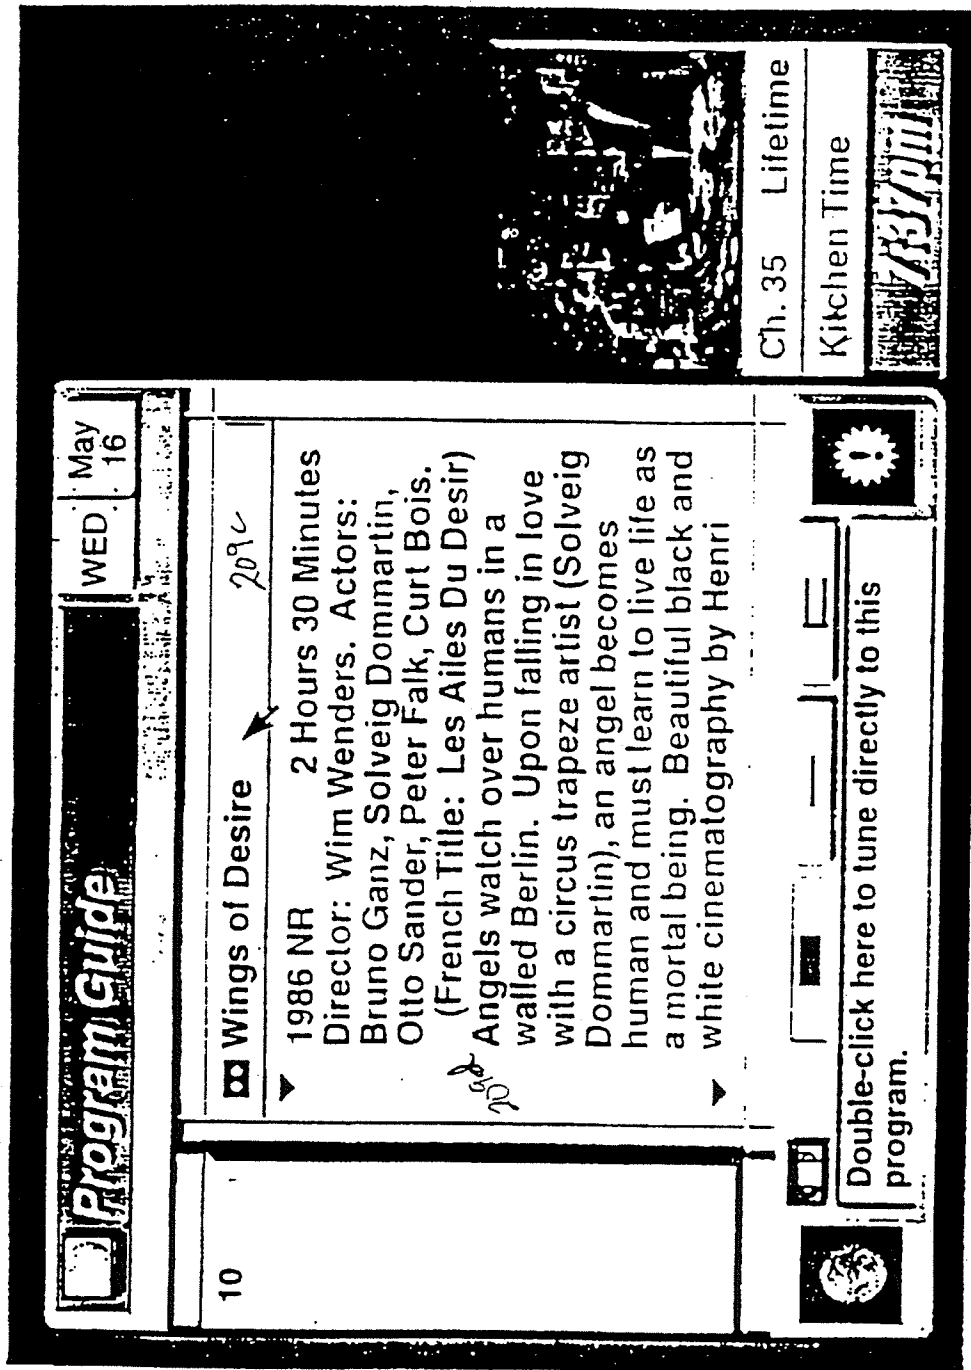 Program Guide
WED
May
16
10
Wings of Desire
209c
1986 NR 2 Hours 30 Minutes
Director: Wim Wenders. Actors:
Bruno Ganz, Solveig Dommartin,
Otto Sander, Peter Falk, Curt Bois.
(French Title: Les Ailes Du Desir)
Angels watch over humans in a
walled Berlin. Upon falling in love
with a circus trapeze artist (Solveig
Dommartin), an angel becomes
human and must learn to live life as
a mortal being. Beautiful black and
white cinematography by Henri
Double-click here to tune directly to this
program.
!
Ch. 35 Lifetime
Kitchen Time
7:37pm